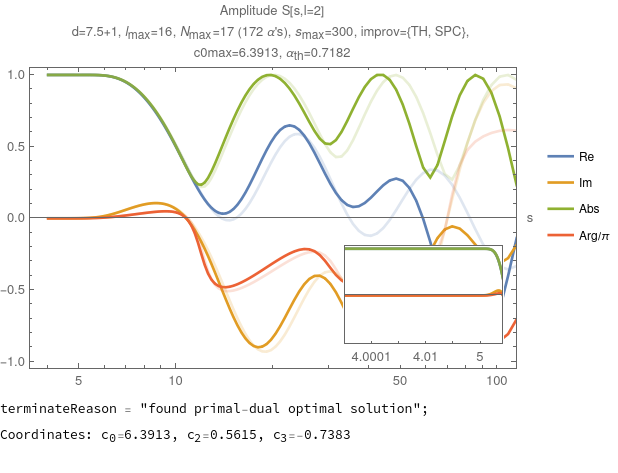 Amplitude S[s,l=2]
d=7.5+1, lmax=16, Nmax=17 (172 α's), smax=300, improv={TH, SPC},
c0max=6.3913, αth=0.7182
1.0
0.5
0.0
−0.5
−1.0
s
Re
Im
Abs
Arg/π
4.0001 4.01 5
5 10 50 100
terminateReason = "found primal-dual optimal solution";
Coordinates: c0=6.3913, c2=0.5615, c3=-0.7383